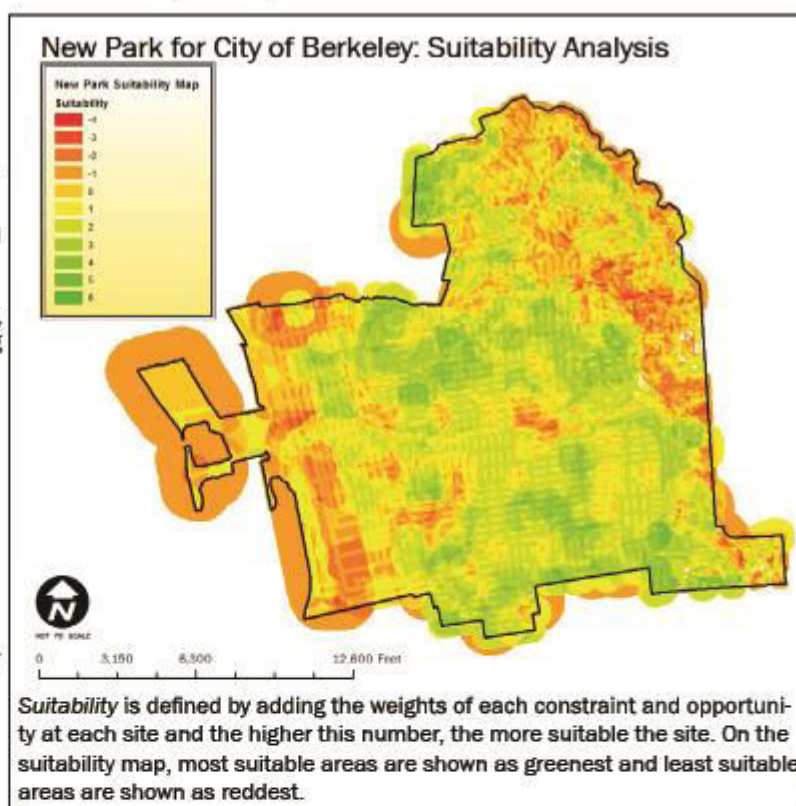 New Park for City of Berkeley: Suitability Analysis
New Park Suitability Map
Suitability
-4
-3
-2
-1
0
1
2
3
4
5
6
N
NOT TO SCALE
0 3,150 6,300 12,600 Feet
Suitability is defined by adding the weights of each constraint and opportuni-
ty at each site and the higher this number, the more suitable the site. On the
suitability map, most suitable areas are shown as greenest and least suitable
areas are shown as reddest.